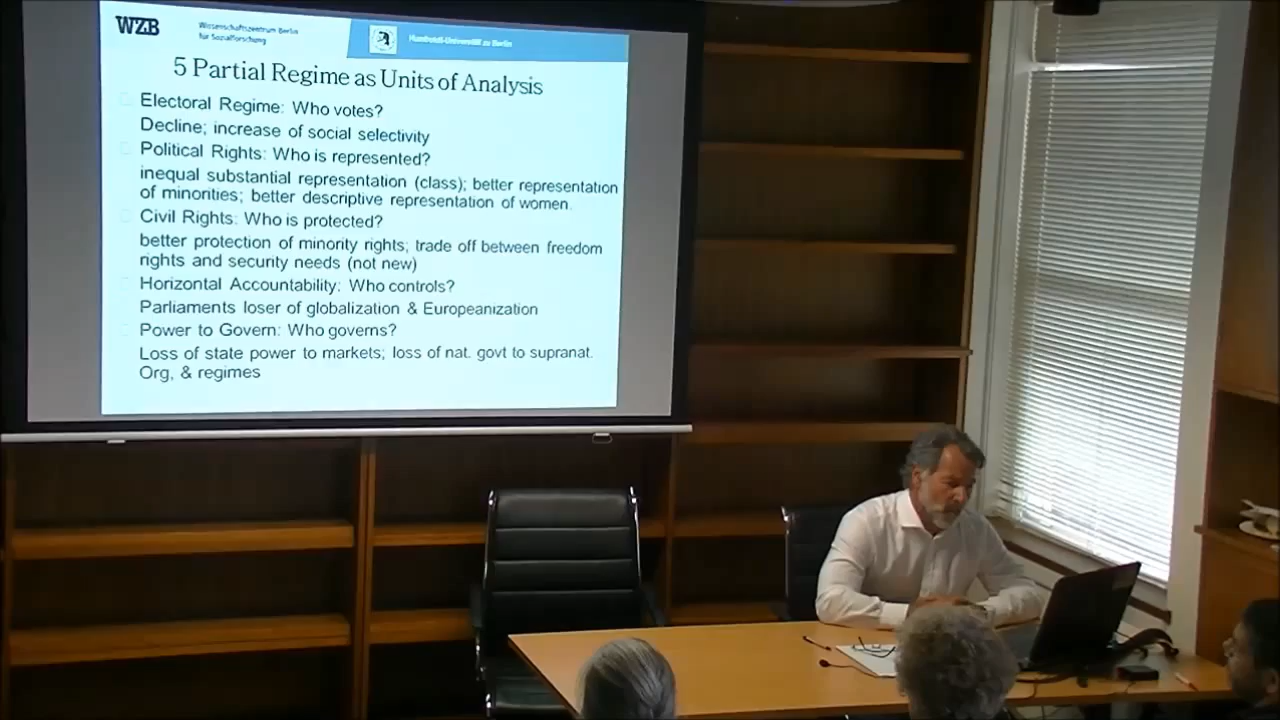 WZB
Wissenschaftszentrum Berlin
für Sozialforschung
Humboldt-Universität zu Berlin
5 Partial Regime as Units of Analysis
Electoral Regime: Who votes?
Decline; increase of social selectivity
Political Rights: Who is represented?
inequal substantial representation (class); better representation
of minorities; better descriptive representation of women.
Civil Rights: Who is protected?
better protection of minority rights; trade off between freedom
rights and security needs (not new)
Horizontal Accountability: Who controls?
Parliaments loser of globalization & Europeanization
Power to Govern: Who governs?
Loss of state power to markets; loss of nat. govt to supranat.
Org, & regimes